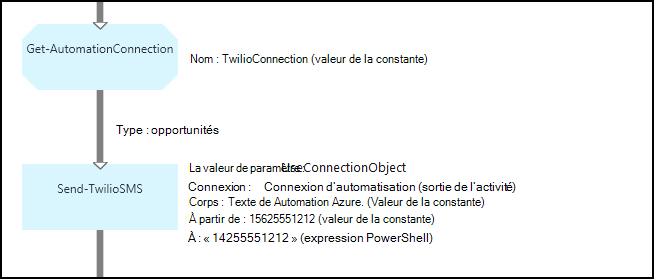 Get-AutomationConnection
Nom : TwilioConnection (valeur de la constante)
Type : opportunités
La valeur de paramètre: UseConnectionObject
Send-TwilioSMS
Connexion : Connexion d'automatisation (sortie de l'activité)
Corps : Texte de Automation Azure. (Valeur de la constante)
À partir de : 15625551212 (valeur de la constante)
À : « 14255551212 » (expression PowerShell)